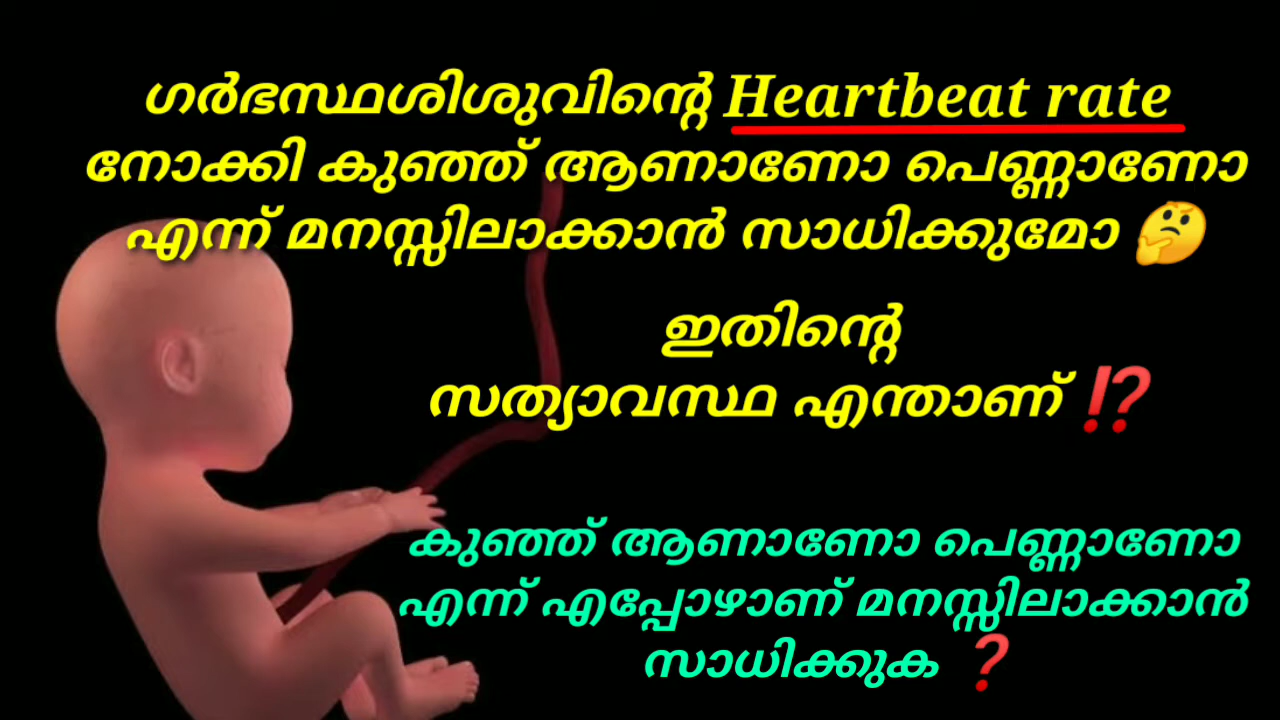 ഗർഭസ്ഥശിശുവിന്റെ Heartbeat rate
നോക്കി കുഞ്ഞ് ആണാണോ പെണ്ണാണോ
എന്ന് മനസ്സിലാക്കാൻ സാധിക്കുമോ 🤔
ഇതിന്റെ
സത്യാവസ്ഥ എന്താണ് ⁉️
കുഞ്ഞ് ആണാണോ പെണ്ണാണോ
എന്ന് എപ്പോഴാണ് മനസ്സിലാക്കാൻ
സാധിക്കുക ❓